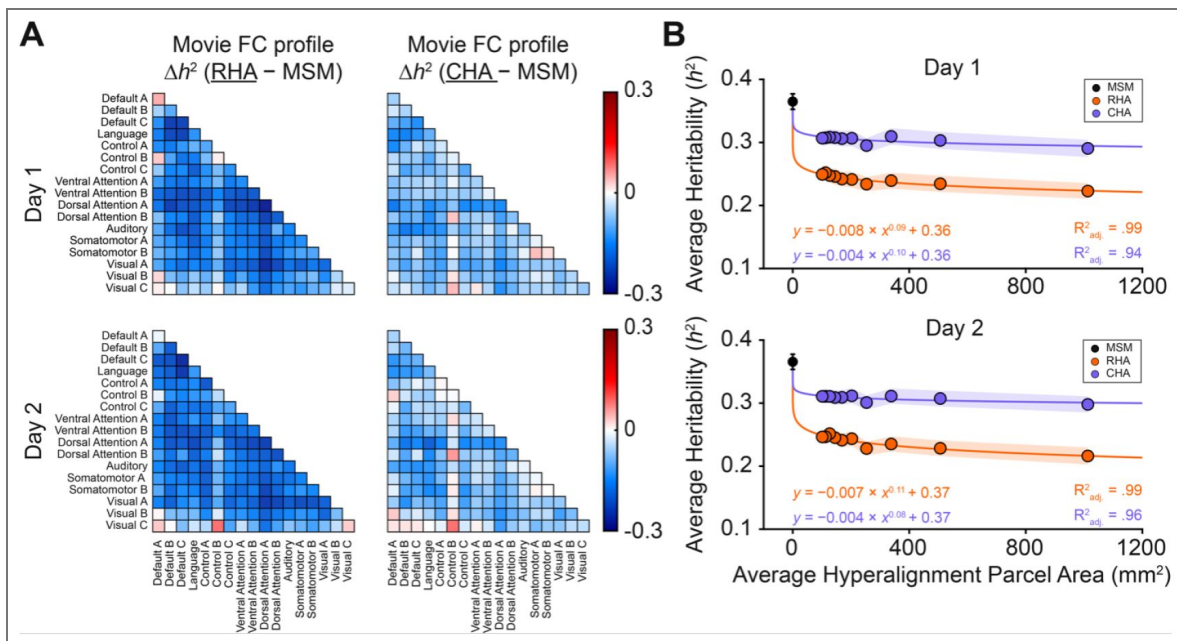 A
Movie FC profile
Δh² (RHA − MSM)
Movie FC profile
Δh² (CHA − MSM)
Day 1
Default A
Default B
Default C
Language
Control A
Control B
Control C
Ventral Attention A
Ventral Attention B
Dorsal Attention A
Dorsal Attention B
Auditory
Somatomotor A
Somatomotor B
Visual A
Visual B
Visual C
0.3
0
-0.3
Day 2
Default A
Default B
Default C
Language
Control A
Control B
Control C
Ventral Attention A
Ventral Attention B
Dorsal Attention A
Dorsal Attention B
Auditory
Somatomotor A
Somatomotor B
Visual A
Visual B
Visual C
0.3
0
-0.3
Default A
Default B
Default C
Language
Control A
Control B
Control C
Ventral Attention A
Ventral Attention B
Dorsal Attention A
Dorsal Attention B
Auditory
Somatomotor A
Somatomotor B
Visual A
Visual B
Visual C
Default A
Default B
Default C
Language
Control A
Control B
Control C
Ventral Attention A
Ventral Attention B
Dorsal Attention A
Dorsal Attention B
Auditory
Somatomotor A
Somatomotor B
Visual A
Visual B
Visual C
B
Day 1
Average Heritability (h²)
0.4
0.3
0.2
0.1
MSM
RHA
CHA
y = −0.008 × x^0.09 + 0.36
R²adj. = .99
y = −0.004 × x^0.10 + 0.36
R²adj. = .94
0 400 800 1200
Day 2
Average Heritability (h²)
0.4
0.3
0.2
0.1
MSM
RHA
CHA
y = −0.007 × x^0.11 + 0.37
R²adj. = .99
y = −0.004 × x^0.08 + 0.37
R²adj. = .96
0 400 800 1200
Average Hyperalignment Parcel Area (mm²)